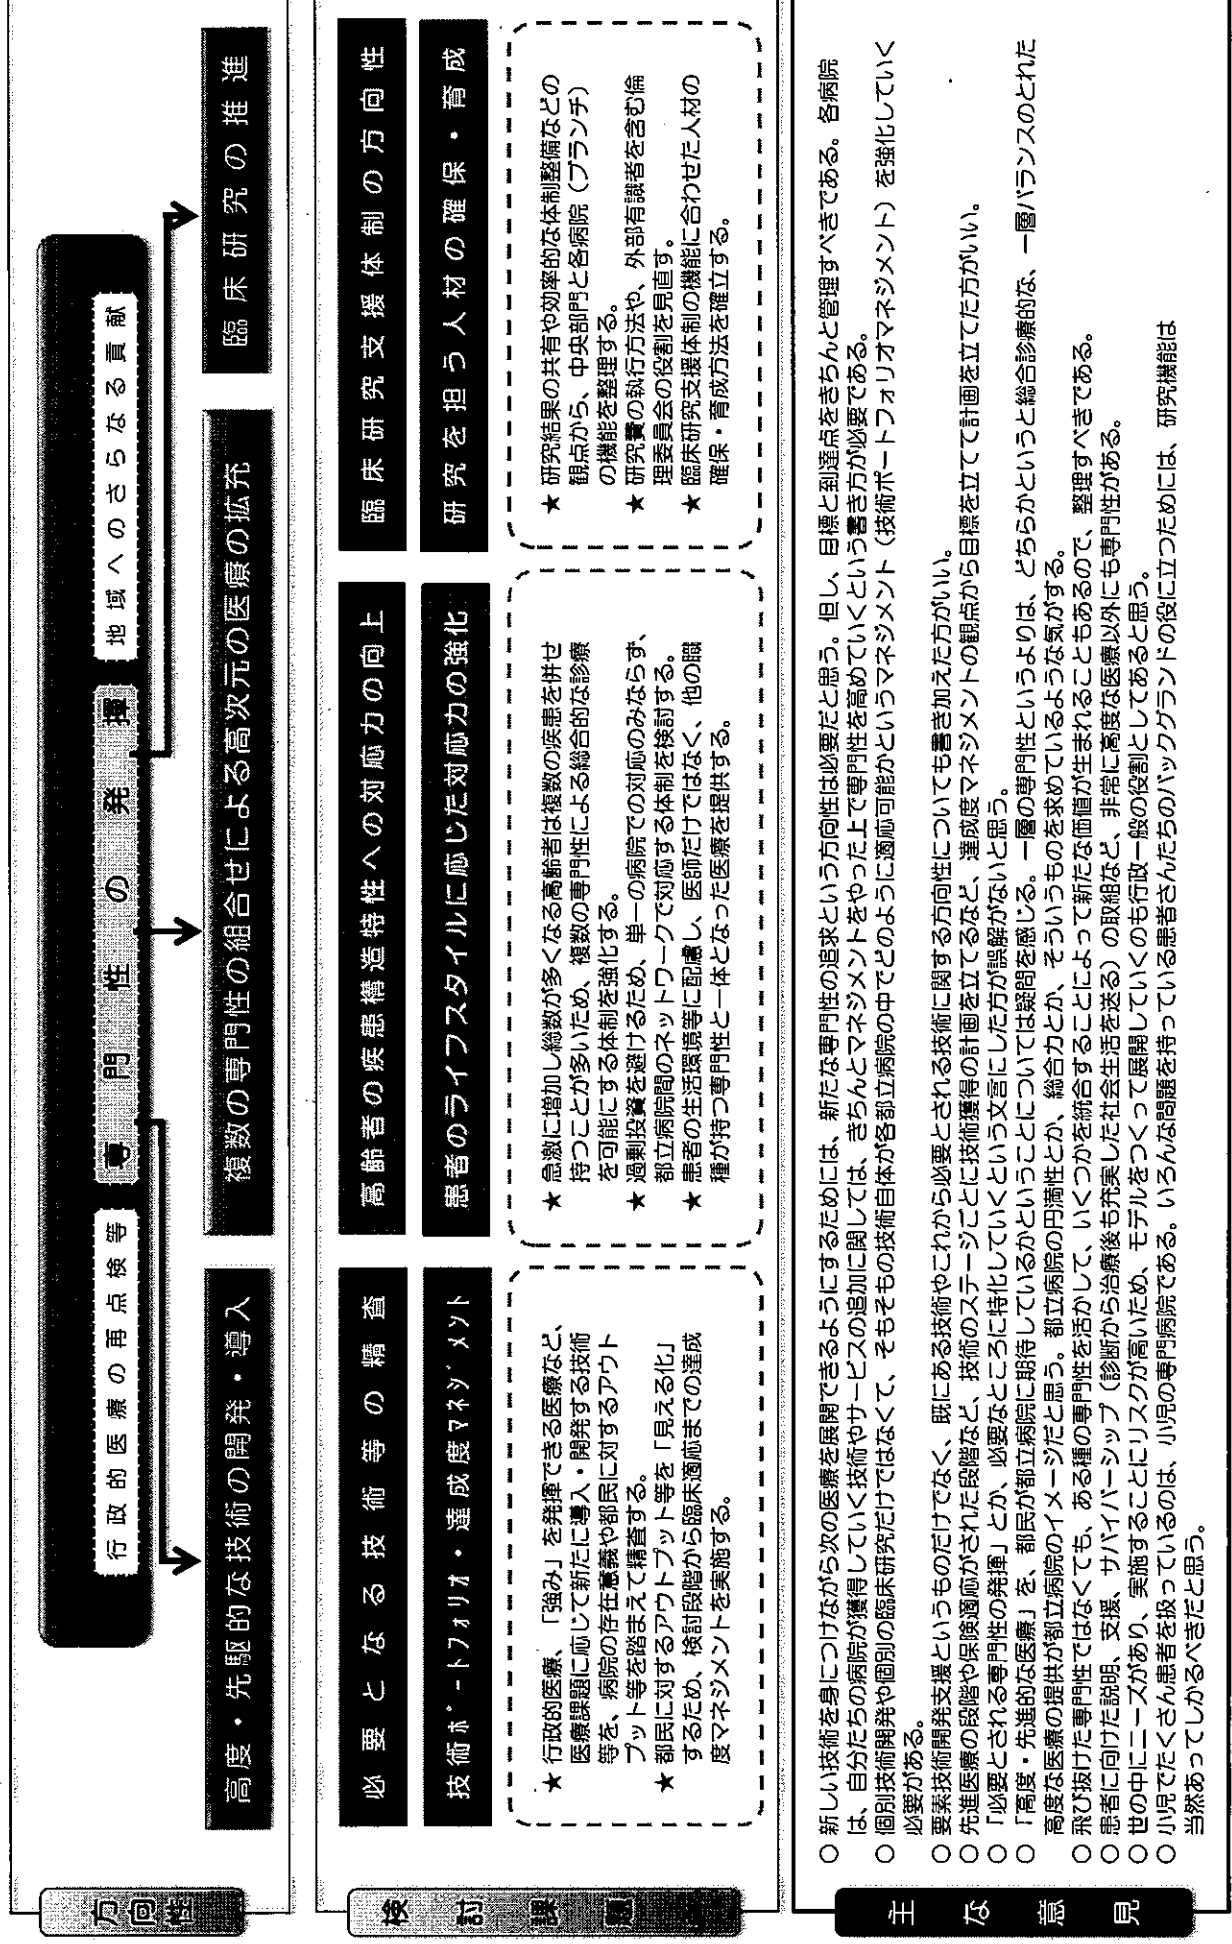 方向性
行政的医療の再点検等
専門性の発揮
地域へのさらなる貢献
高度・先駆的な技術の開発・導入
複数の専門性の組合せによる高次元の医療の拡充
臨床研究の推進
検討課題
必要となる技術等の精査
技術ﾎﾟｰﾄﾌｫﾘｵ・達成度ﾏﾈｼﾞﾒﾝﾄ
★ 行政的医療、「強み」を発揮できる医療など、
医療課題に応じて新たに導入・開発する技術
等を、病院の存在意義や都民に対するアウト
プット等を踏まえて精査する。
★ 都民に対するアウトプット等を「見える化」
するため、検討段階から臨床適応までの達成
度マネジメントを実施する。
高齢者の疾患構造特性への対応力の向上
患者のライフスタイルに応じた対応力の強化
★ 急激に増加し総数が多くなる高齢者は複数の疾患を併せ
持つことが多いため、複数の専門性による総合的な診療
を可能にする体制を強化する。
★ 過剰投資を避けるため、単一の病院での対応のみならず、
都立病院間のネットワークで対応する体制を検討する。
★ 患者の生活環境等に配慮し、医師だけではなく、他の職
種が持つ専門性と一体となった医療を提供する。
臨床研究支援体制の方向性
研究を担う人材の確保・育成
★ 研究結果の共有や効率的な体制整備などの
観点から、中央部門と各病院（ブランチ）
の機能を整理する。
★ 研究費の執行方法や、外部有識者を含む倫
理委員会の役割を見直す。
★ 臨床研究支援体制の機能に合わせた人材の
確保・育成方法を確立する。
主な意見
○ 新しい技術を身につけながら次の医療を展開できるようにするためには、新たな専門性の追求という方向性は必要だと思う。但し、目標と到達点をきちんと管理すべきである。各病院
は、自分たちの病院が獲得していく技術やサービスの追加に関しては、きちんとマネジメントをやった上で専門性を高めていくという書き方が必要である。
○ 個別技術開発や個別の臨床研究だけではなくて、そもそもの技術自体が各都立病院の中でどのように適応可能かというマネジメント（技術ポートフォリオマネジメント）を強化していく
必要がある。
○ 要素技術開発支援というものだけでなく、既にある技術やこれから必要とされる技術に関する方向性についても書き加えた方がいい。
○ 先進医療の段階や保険適応がされた段階など、技術のステージごとに技術獲得の計画を立てるなど、達成度マネジメントの観点から目標を立てて計画を立てた方がいい。
○ 「必要とされる専門性の発揮」とか、必要なところに特化していくという文言にした方が誤解がないと思う。
○ 「高度・先進的な医療」を、都民が都立病院に期待しているかということについては疑問を感じる。一層の専門性というよりは、どちらかというと総合診療的な、一層バランスのとれた
高度な医療の提供が都立病院のイメージだと思う。都立病院の円満性とか、総合力とか、そういうものを求めているような気がする。
○ 飛び抜けた専門性ではなくても、ある種の専門性を活かして、いくつかを統合することによって新たな価値が生まれることもあるので、整理すべきである。
○ 患者に向けた説明、支援、サバイバーシップ（診断から治療後も充実した社会生活を送る）の取組など、非常に高度な医療以外にも専門性がある。
○ 世の中にニーズがあり、実施することにリスクが高いため、モデルをつくって展開していくのも行政一般の役割としてあると思う。
○ 小児でたくさん患者を扱っているのは、小児の専門病院である。いろんな問題を持っている患者さんたちのバックグランドの役に立つためには、研究機能は
当然あってしかるべきだと思う。